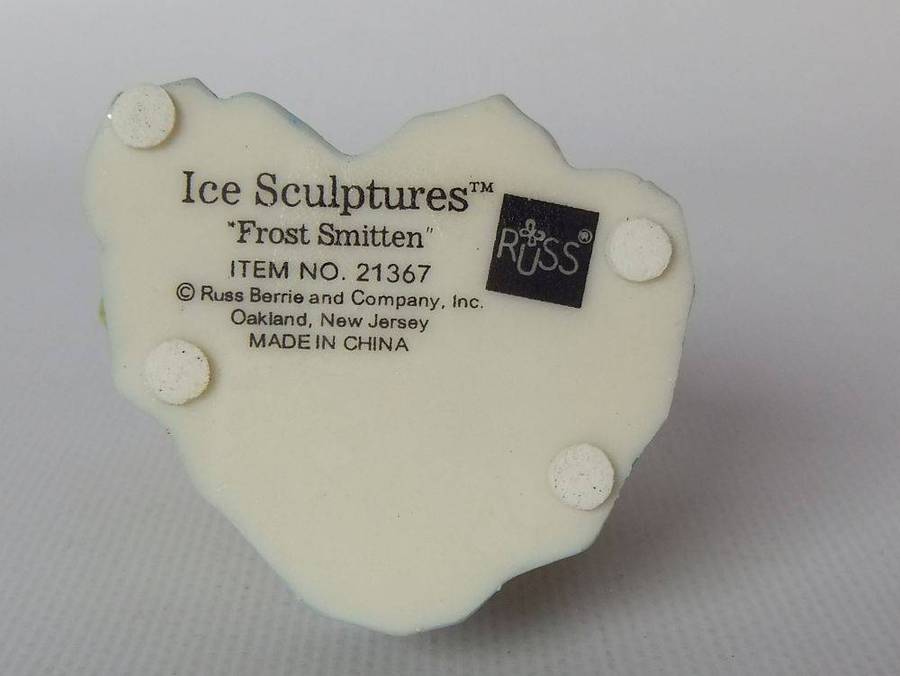 Ice Sculptures™
"Frost Smitten"
ITEM NO. 21367
© Russ Berrie and Company, Inc.
Oakland, New Jersey
MADE IN CHINA
RUSS®